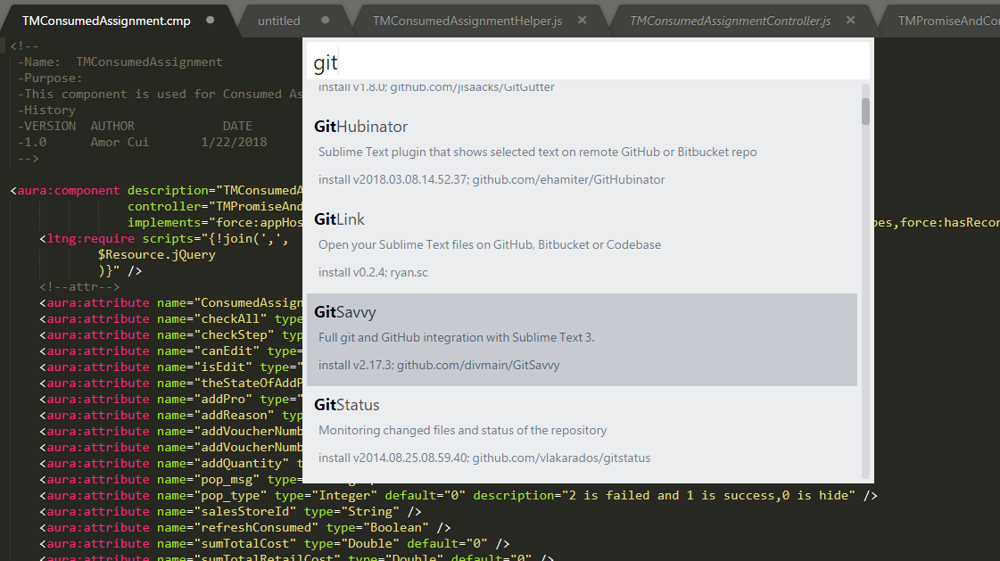 TMConsumedAssignment.cmp
untitled
TMConsumedAssignmentHelper.js
TMConsumedAssignmentController.js
TMPromiseAndCo
<!--
-Name:  TMConsumedAssignment
-Purpose:
-This component is used for Consumed As
-History
-VERSION  AUTHOR            DATE
-1.0      Amor Cui       1/22/2018
-->
git
install v1.8.0; github.com/jisaacks/GitGutter
GitHubinator
Sublime Text plugin that shows selected text on remote GitHub or Bitbucket repo
install v2018.03.08.14.52.37; github.com/ehamiter/GitHubinator
GitLink
Open your Sublime Text files on GitHub, Bitbucket or Codebase
install v0.2.4; ryan.sc
GitSavvy
Full git and GitHub integration with Sublime Text 3.
install v2.17.3; github.com/divmain/GitSavvy
GitStatus
Monitoring changed files and status of the repository
install v2014.08.25.08.59.40; github.com/vlakarados/gitstatus
<aura:component description="TMConsumedA
controller="TMPromiseAnd
implements="force:appHos
pes,force:hasRecor
<ltng:require scripts="{!join(',',
$Resource.jQuery
)}" />
<!--attr-->
<aura:attribute name="ConsumedAssign
<aura:attribute name="checkAll" type
<aura:attribute name="checkStep" typ
<aura:attribute name="canEdit" type=
<aura:attribute name="isEdit" type="
<aura:attribute name="theStateOfAddP
<aura:attribute name="addPro" type="
<aura:attribute name="addReason" typ
<aura:attribute name="addVoucherNumb
<aura:attribute name="addVoucherNumb
<aura:attribute name="addQuantity" t
<aura:attribute name="pop_msg" type=
<aura:attribute name="pop_type" type="Integer" default="0" description="2 is failed and 1 is success,0 is hide" />
<aura:attribute name="salesStoreId" type="String" />
<aura:attribute name="refreshConsumed" type="Boolean" />
<aura:attribute name="sumTotalCost" type="Double" default="0" />
<aura:attribute name="sumTotalRetailCost" type="Double" default="0" />